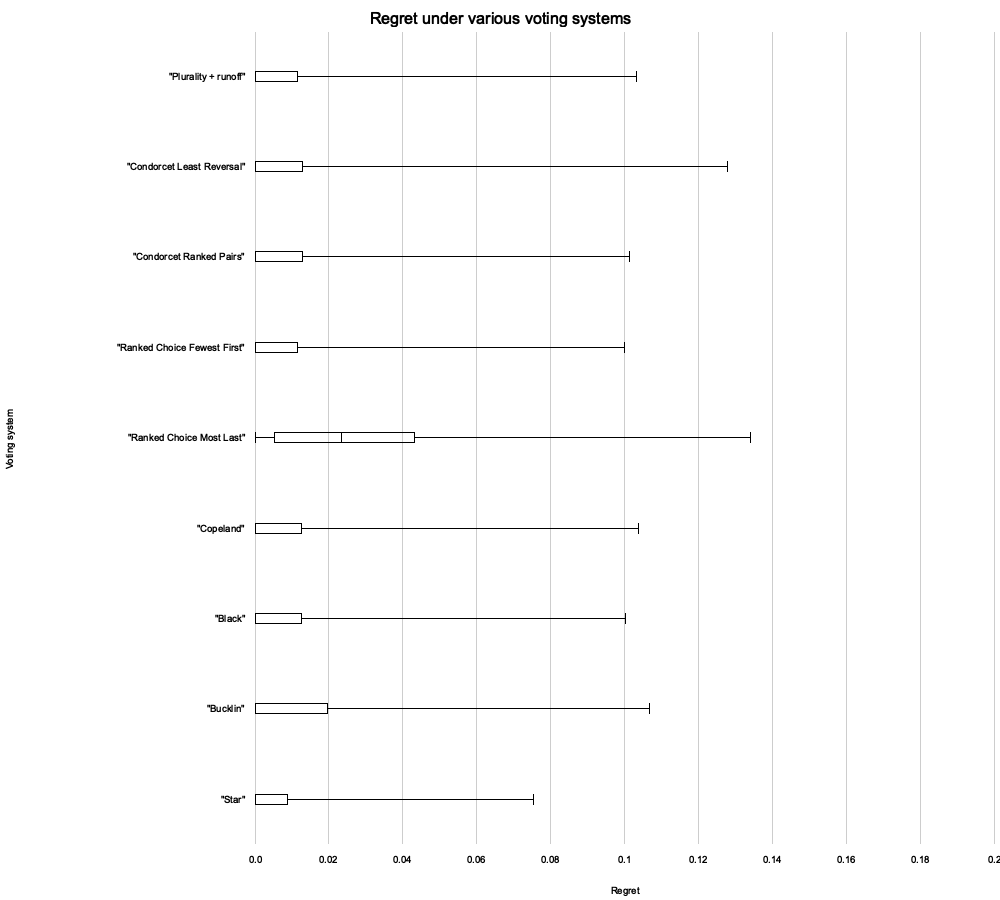 Regret under various voting systems
"Plurality + runoff"
"Condorcet Least Reversal"
"Condorcet Ranked Pairs"
"Ranked Choice Fewest First"
"Ranked Choice Most Last"
"Copeland"
"Black"
"Bucklin"
"Star"
Voting system
0.0 0.02 0.04 0.06 0.08 0.1 0.12 0.14 0.16 0.18 0.2
Regret